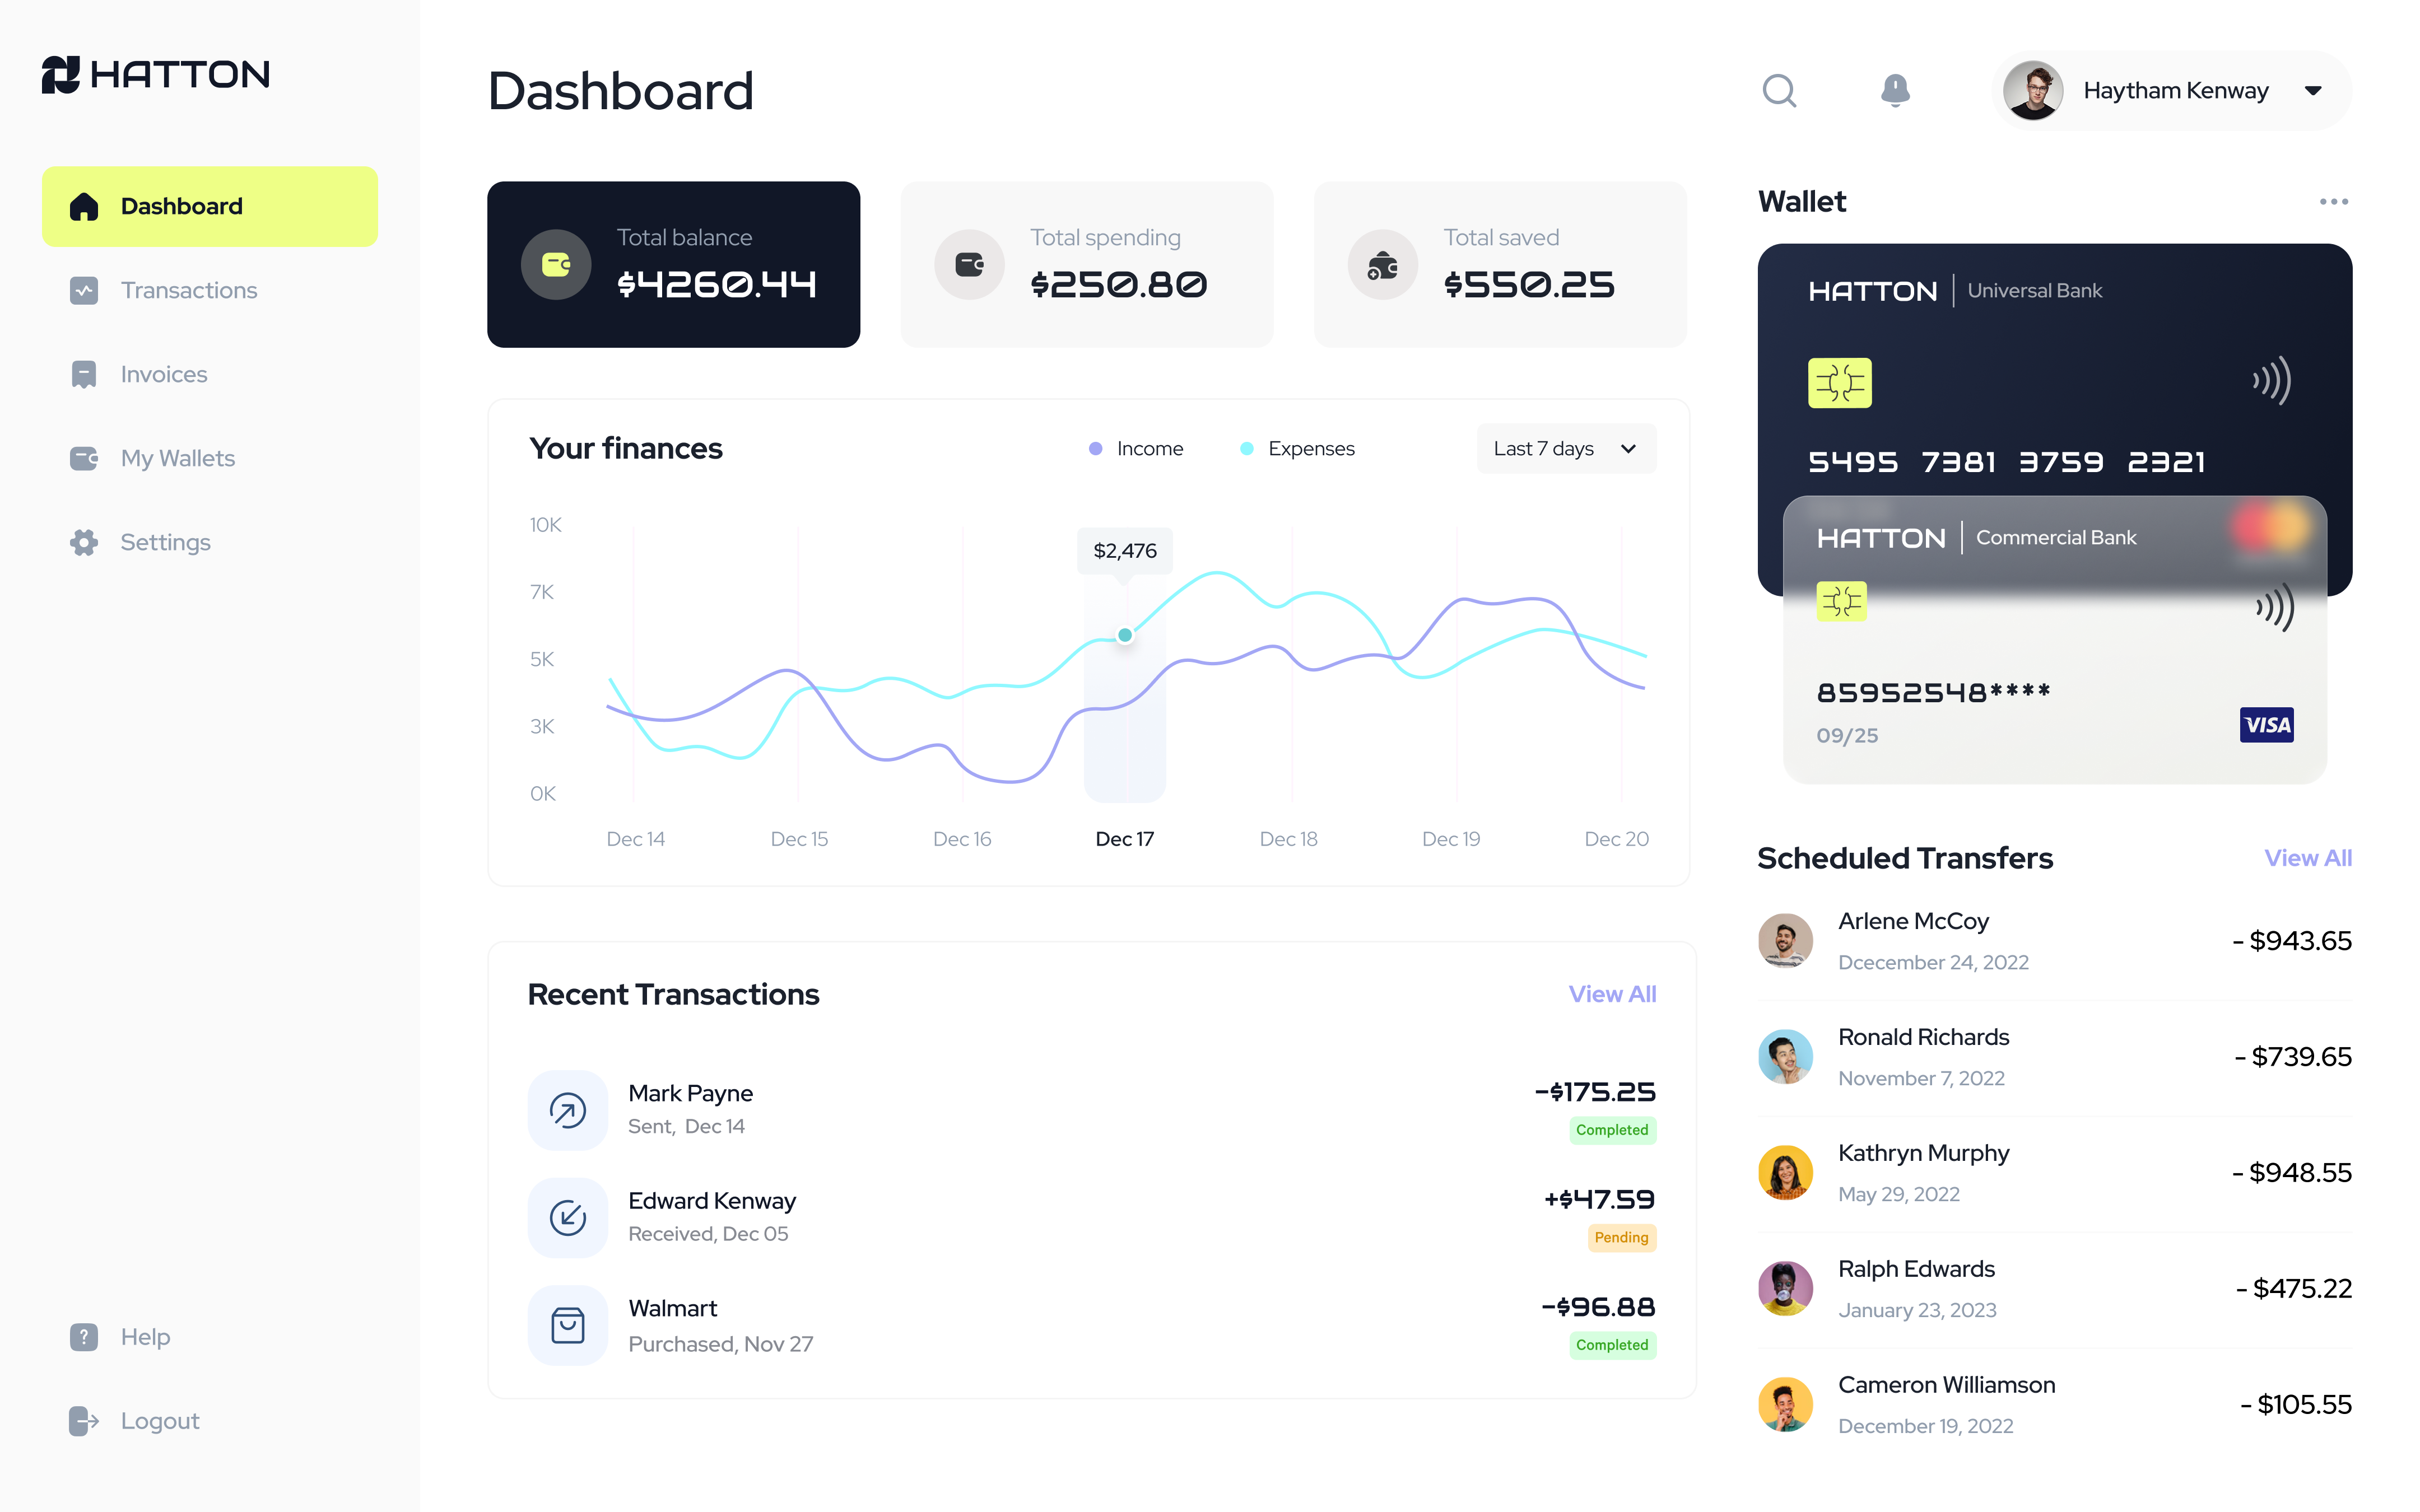 HATTON
Dashboard
Transactions
Invoices
My Wallets
Settings
Help
Logout
Dashboard
Haytham Kenway
Total balance
$4260.44
Total spending
$250.80
Total saved
$550.25
Your finances
Income
Expenses
Last 7 days
10K
7K
5K
3K
0K
$2,476
Dec 14
Dec 15
Dec 16
Dec 17
Dec 18
Dec 19
Dec 20
Recent Transactions
View All
Mark Payne
Sent, Dec 14
-$175.25
Completed
Edward Kenway
Received, Dec 05
+$47.59
Pending
Walmart
Purchased, Nov 27
-$96.88
Completed
Wallet
HATTON
Universal Bank
5495 7381 3759 2321
HATTON
Commercial Bank
85952548****
09/25
VISA
Scheduled Transfers
View All
Arlene McCoy
Dcecember 24, 2022
- $943.65
Ronald Richards
November 7, 2022
- $739.65
Kathryn Murphy
May 29, 2022
- $948.55
Ralph Edwards
January 23, 2023
- $475.22
Cameron Williamson
December 19, 2022
- $105.55